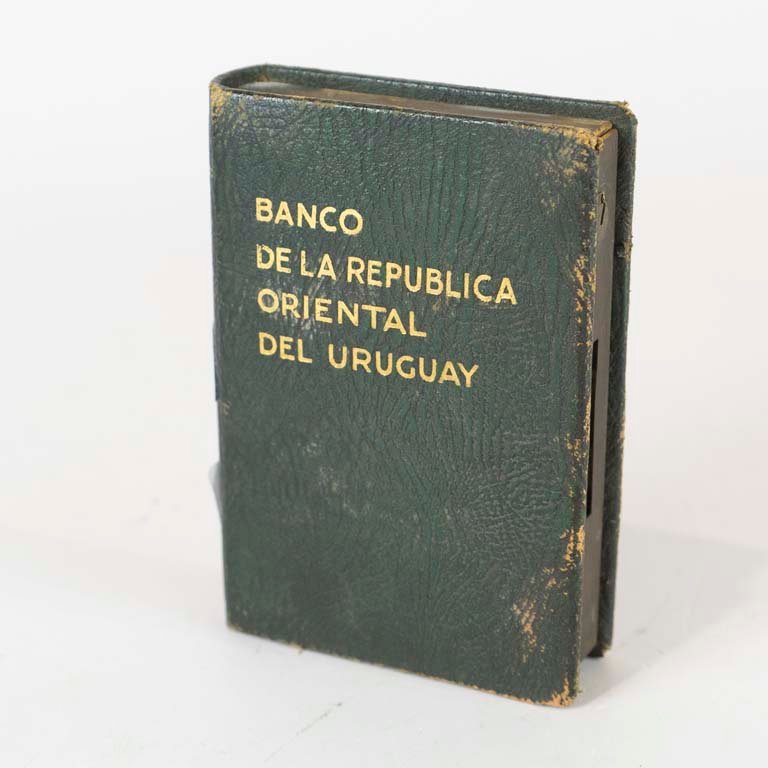 BANCO
DE LA REPUBLICA
ORIENTAL
DEL URUGUAY